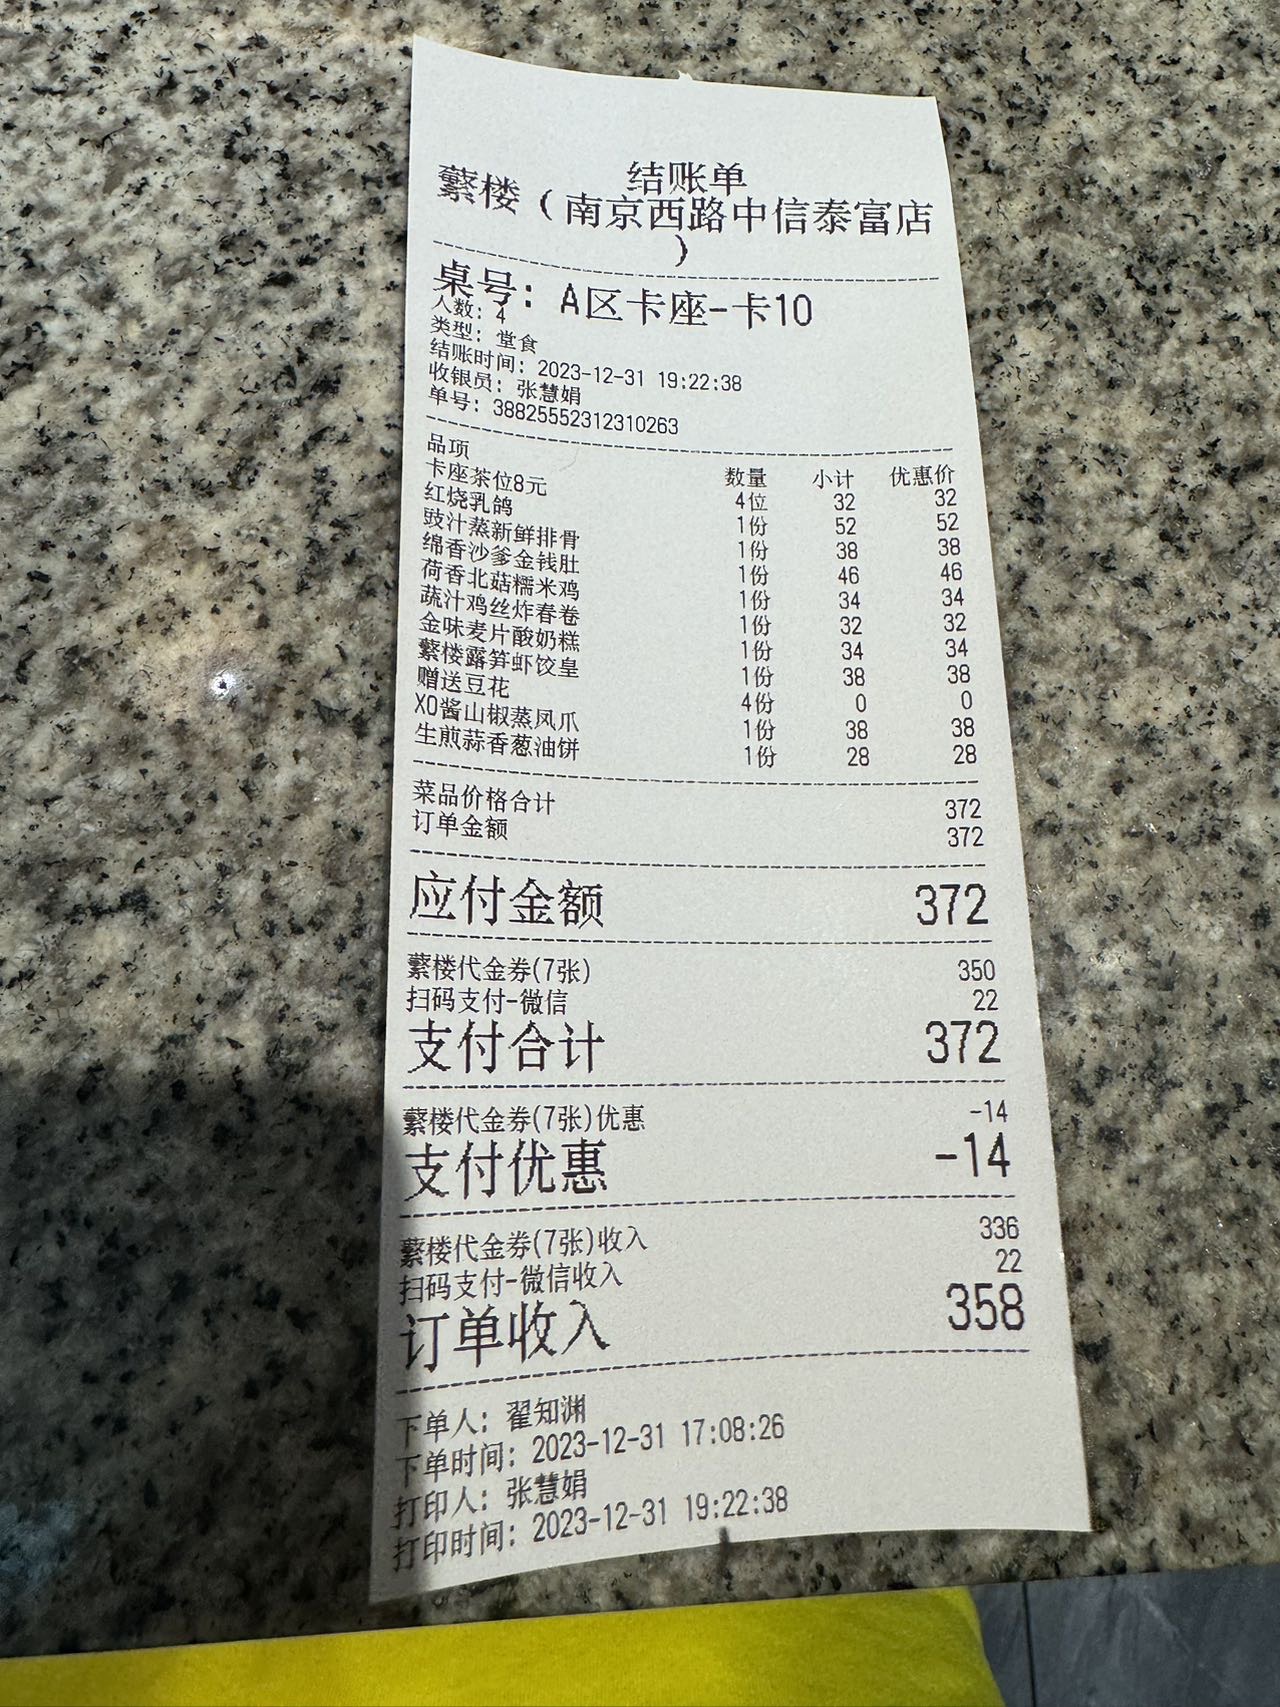 结账单
蘩楼（南京西路中信泰富店
）
桌号：A区卡座-卡10
人数：4
类型：堂食
结账时间：2023-12-31 19:22:38
收银员：张慧娟
单号：38825552312310263
品项 数量 小计 优惠价
卡座茶位8元 4位 32 32
红烧乳鸽 1份 52 52
豉汁蒸新鲜排骨 1份 38 38
绵香沙爹金钱肚 1份 46 46
荷香北菇糯米鸡 1份 34 34
蔬汁鸡丝炸春卷 1份 32 32
金味麦片酸奶糕 1份 34 34
蘩楼露笋虾饺皇 1份 38 38
赠送豆花 4份 0 0
XO酱山椒蒸凤爪 1份 38 38
生煎蒜香葱油饼 1份 28 28
菜品价格合计 372
订单金额 372
应付金额 372
蘩楼代金券(7张) 350
扫码支付-微信 22
支付合计 372
蘩楼代金券(7张)优惠 -14
支付优惠 -14
蘩楼代金券(7张)收入 336
扫码支付-微信收入 22
订单收入 358
下单人：翟知渊
下单时间：2023-12-31 17:08:26
打印人：张慧娟
打印时间：2023-12-31 19:22:38